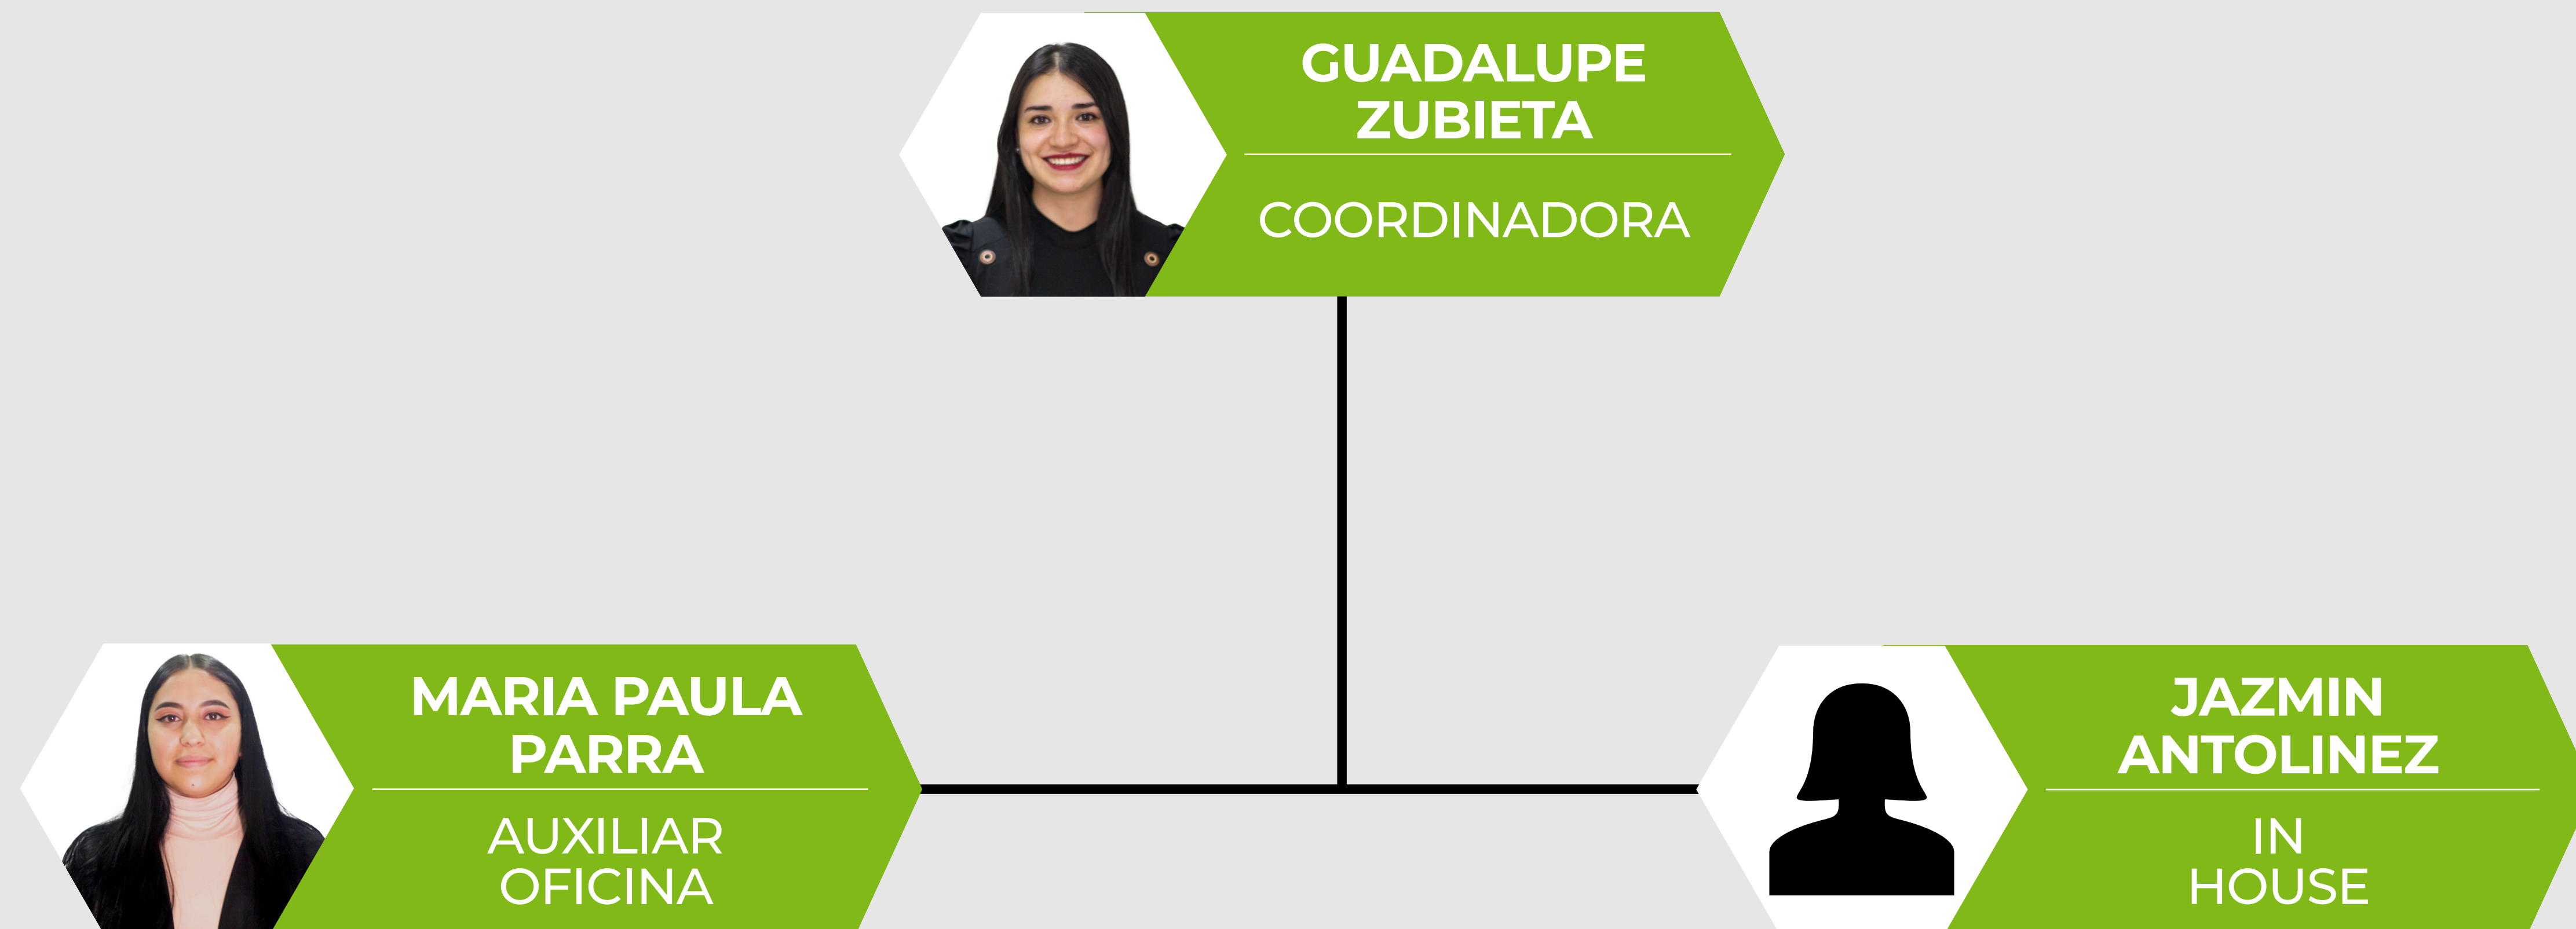 GUADALUPE
ZUBIETA
COORDINADORA
MARIA PAULA
PARRA
AUXILIAR
OFICINA
JAZMIN
ANTOLINEZ
IN
HOUSE